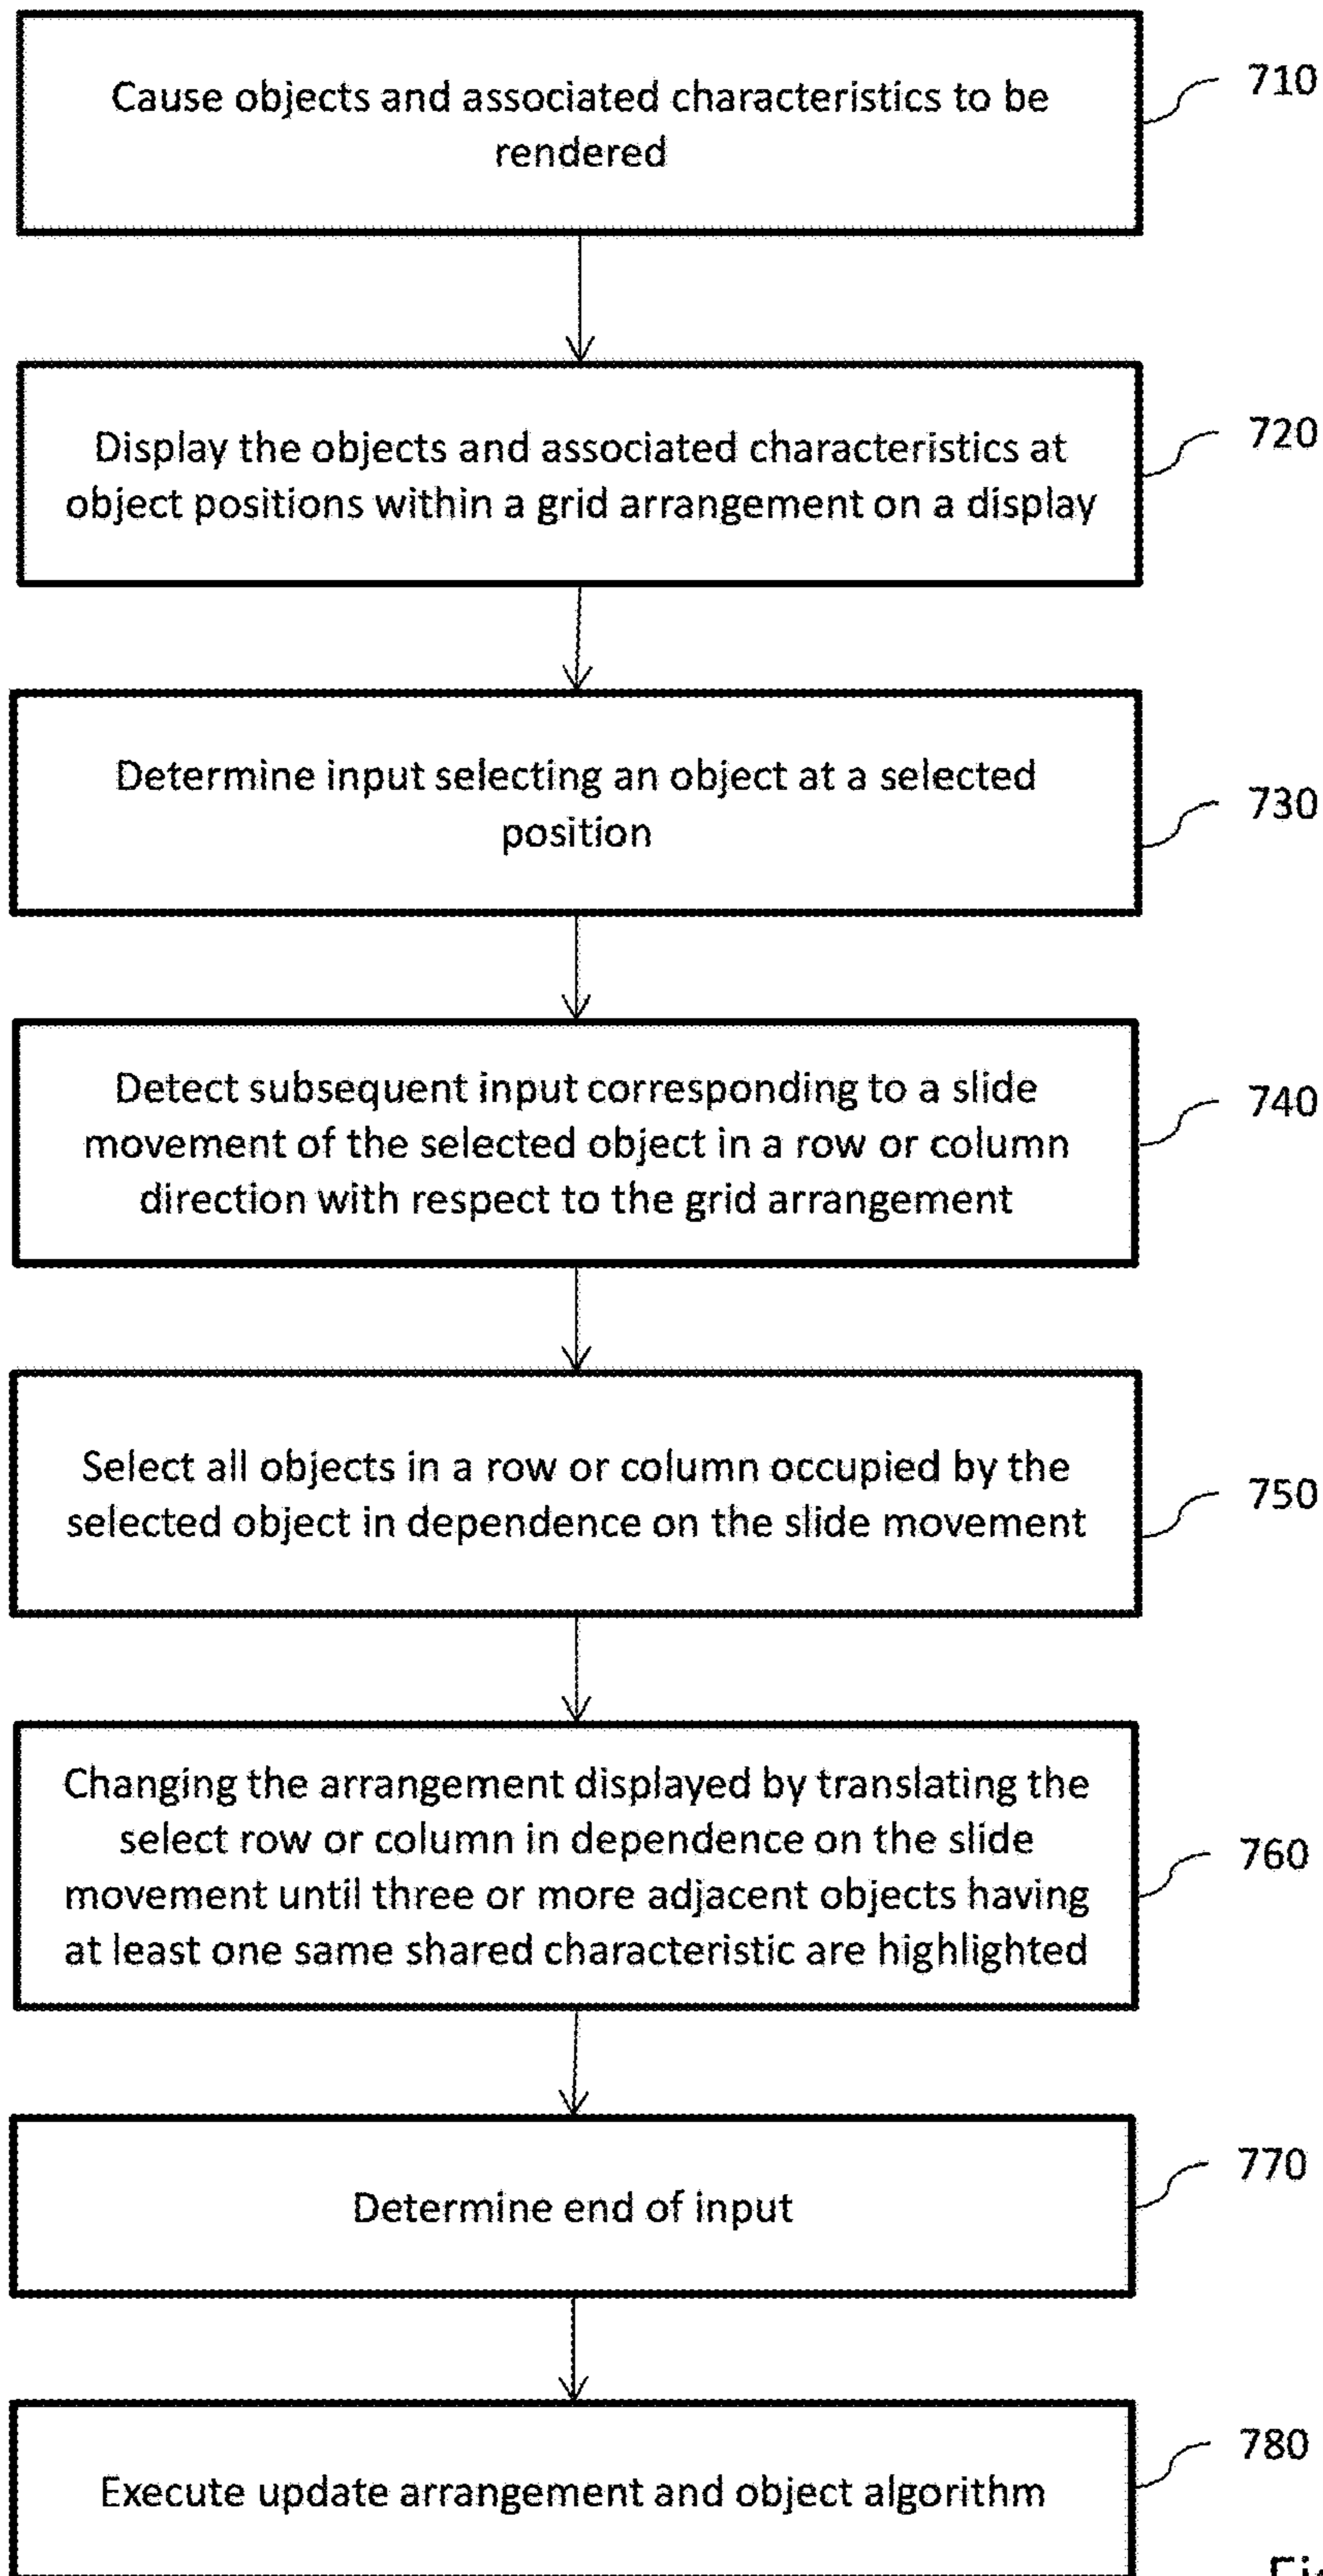 Cause objects and associated characteristics to be
rendered
710
Display the objects and associated characteristics at
object positions within a grid arrangement on a display
720
Determine input selecting an object at a selected
position
730
Detect subsequent input corresponding to a slide
movement of the selected object in a row or column
direction with respect to the grid arrangement
740
Select all objects in a row or column occupied by the
selected object in dependence on the slide movement
750
Changing the arrangement displayed by translating the
select row or column in dependence on the slide
movement until three or more adjacent objects having
at least one same shared characteristic are highlighted
760
Determine end of input
770
Execute update arrangement and object algorithm
780